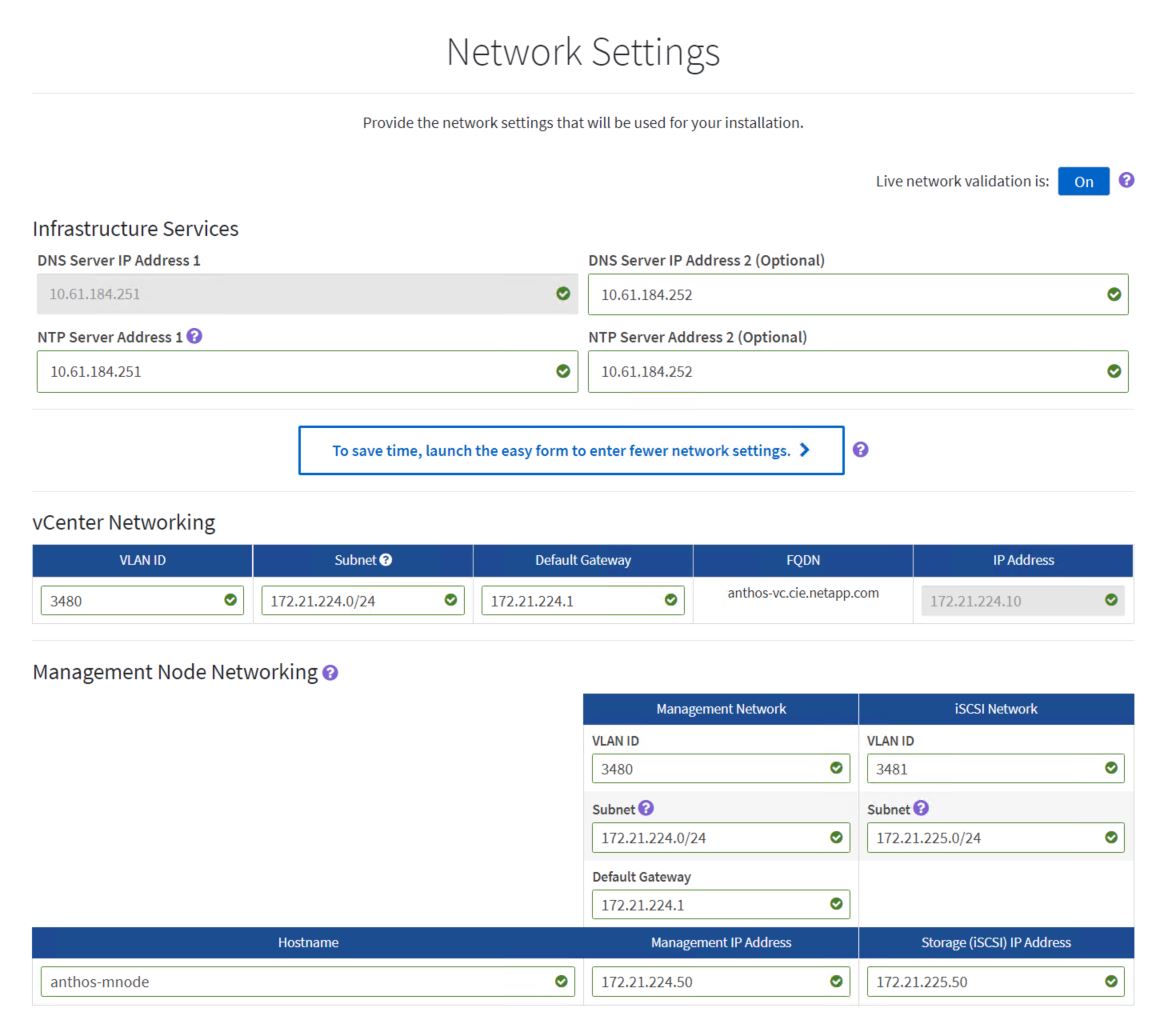 Network Settings
Provide the network settings that will be used for your installation.
Live network validation is: On ?
Infrastructure Services
DNS Server IP Address 1 DNS Server IP Address 2 (Optional)
10.61.184.251 10.61.184.252
NTP Server Address 1 ? NTP Server Address 2 (Optional)
10.61.184.251 10.61.184.252
To save time, launch the easy form to enter fewer network settings. ?
vCenter Networking
VLAN ID Subnet ? Default Gateway FQDN IP Address
3480 172.21.224.0/24 172.21.224.1 anthos-vc.cie.netapp.com 172.21.224.10
Management Node Networking ?
Management Network iSCSI Network
VLAN ID VLAN ID
3480 3481
Subnet ? Subnet ?
172.21.224.0/24 172.21.225.0/24
Default Gateway
172.21.224.1
Hostname Management IP Address Storage (iSCSI) IP Address
anthos-mnode 172.21.224.50 172.21.225.50